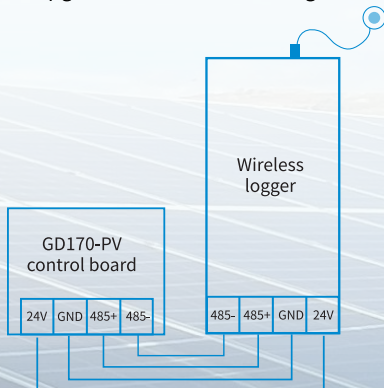 Wireless
logger
GD170-PV
control board
24V GND 485+ 485-
485- 485+ GND 24V